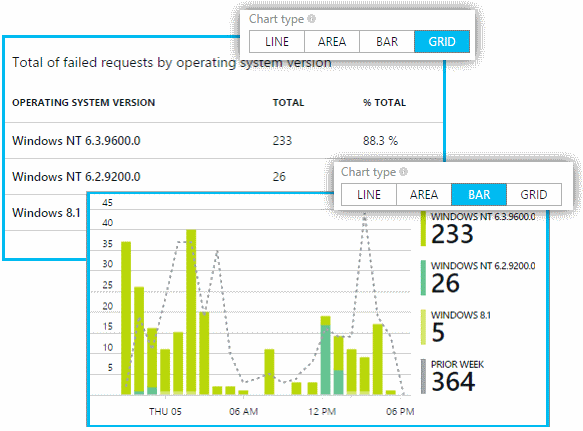 Chart type
LINE AREA BAR GRID
Total of failed requests by operating system version
OPERATING SYSTEM VERSION TOTAL % TOTAL
Windows NT 6.3.9600.0 233 88.3 %
Windows NT 6.2.9200.0 26
Windows 8.1
Chart type
LINE AREA BAR GRID
45
40
35
30
25
20
15
10
5
THU 05 06 AM 12 PM 06 PM
WINDOWS NT 6.3.9600.0
233
WINDOWS NT 6.2.9200.0
26
WINDOWS 8.1
5
PRIOR WEEK
364